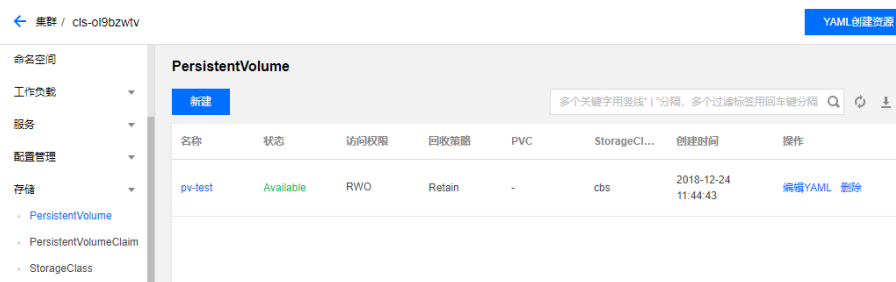 集群 / cls-ol9bzwtv
YAML创建资源
命名空间
工作负载
服务
配置管理
存储
PersistentVolume
PersistentVolumeClaim
StorageClass
PersistentVolume
新建
多个关键字用竖线“|”分隔，多个过滤标签用回车键分隔
名称 状态 访问权限 回收策略 PVC StorageCl... 创建时间 操作
pv-test Available RWO Retain - cbs 2018-12-24 编辑YAML 删除
11:44:43